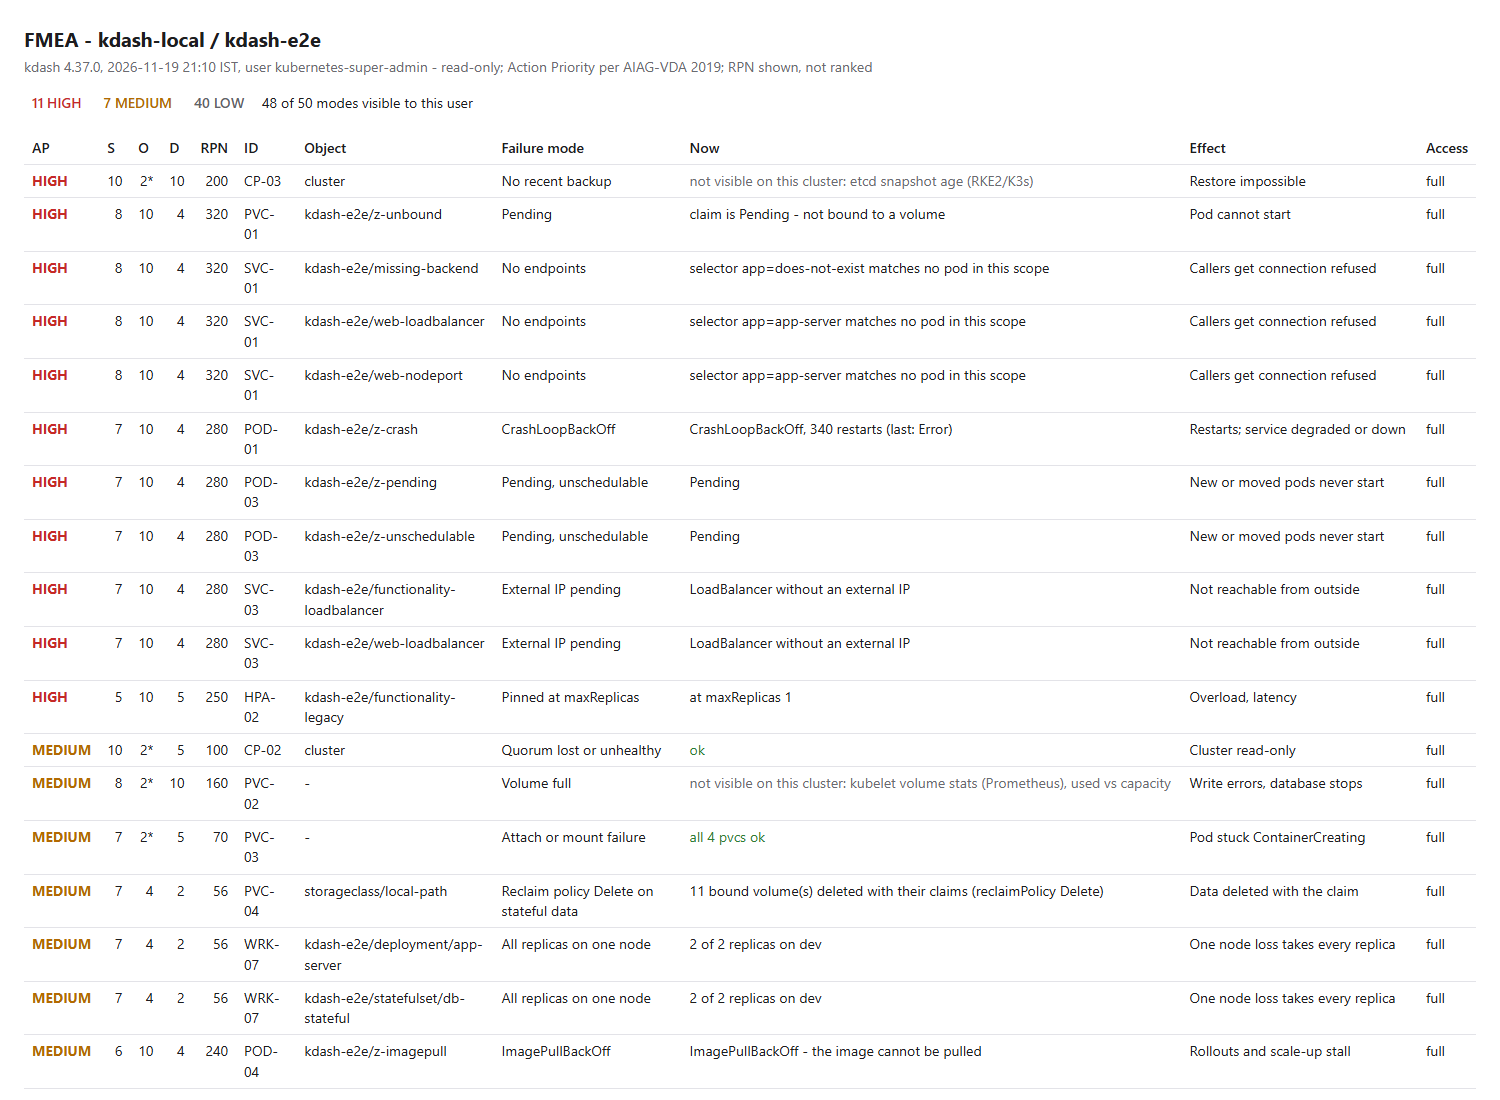 FMEA - kdash-local / kdash-e2e
kdash 4.37.0, 2026-11-19 21:10 IST, user kubernetes-super-admin - read-only; Action Priority per AIAG-VDA 2019; RPN shown, not ranked
11 HIGH 7 MEDIUM 40 LOW 48 of 50 modes visible to this user
AP S O D RPN ID Object Failure mode Now Effect Access
HIGH 10 2* 10 200 CP-03 cluster No recent backup not visible on this cluster: etcd snapshot age (RKE2/K3s) Restore impossible full
HIGH 8 10 4 320 PVC- kdash-e2e/z-unbound Pending claim is Pending - not bound to a volume Pod cannot start full
01
HIGH 8 10 4 320 SVC- kdash-e2e/missing-backend No endpoints selector app=does-not-exist matches no pod in this scope Callers get connection refused full
01
HIGH 8 10 4 320 SVC- kdash-e2e/web-loadbalancer No endpoints selector app=app-server matches no pod in this scope Callers get connection refused full
01
HIGH 8 10 4 320 SVC- kdash-e2e/web-nodeport No endpoints selector app=app-server matches no pod in this scope Callers get connection refused full
01
HIGH 7 10 4 280 POD- kdash-e2e/z-crash CrashLoopBackOff CrashLoopBackOff, 340 restarts (last: Error) Restarts; service degraded or down full
01
HIGH 7 10 4 280 POD- kdash-e2e/z-pending Pending, unschedulable Pending New or moved pods never start full
03
HIGH 7 10 4 280 POD- kdash-e2e/z-unschedulable Pending, unschedulable Pending New or moved pods never start full
03
HIGH 7 10 4 280 SVC- kdash-e2e/functionality- External IP pending LoadBalancer without an external IP Not reachable from outside full
03 loadbalancer
HIGH 7 10 4 280 SVC- kdash-e2e/web-loadbalancer External IP pending LoadBalancer without an external IP Not reachable from outside full
03
HIGH 5 10 5 250 HPA- kdash-e2e/functionality- Pinned at maxReplicas at maxReplicas 1 Overload, latency full
02 legacy
MEDIUM 10 2* 5 100 CP-02 cluster Quorum lost or unhealthy ok Cluster read-only full
MEDIUM 8 2* 10 160 PVC- - Volume full not visible on this cluster: kubelet volume stats (Prometheus), used vs capacity Write errors, database stops full
02
MEDIUM 7 2* 5 70 PVC- - Attach or mount failure all 4 pvcs ok Pod stuck ContainerCreating full
03
MEDIUM 7 4 2 56 PVC- storageclass/local-path Reclaim policy Delete on 11 bound volume(s) deleted with their claims (reclaimPolicy Delete) Data deleted with the claim full
04 stateful data
MEDIUM 7 4 2 56 WRK- kdash-e2e/deployment/app- All replicas on one node 2 of 2 replicas on dev One node loss takes every replica full
07 server
MEDIUM 7 4 2 56 WRK- kdash-e2e/statefulset/db- All replicas on one node 2 of 2 replicas on dev One node loss takes every replica full
07 stateful
MEDIUM 6 10 4 240 POD- kdash-e2e/z-imagepull ImagePullBackOff ImagePullBackOff - the image cannot be pulled Rollouts and scale-up stall full
04